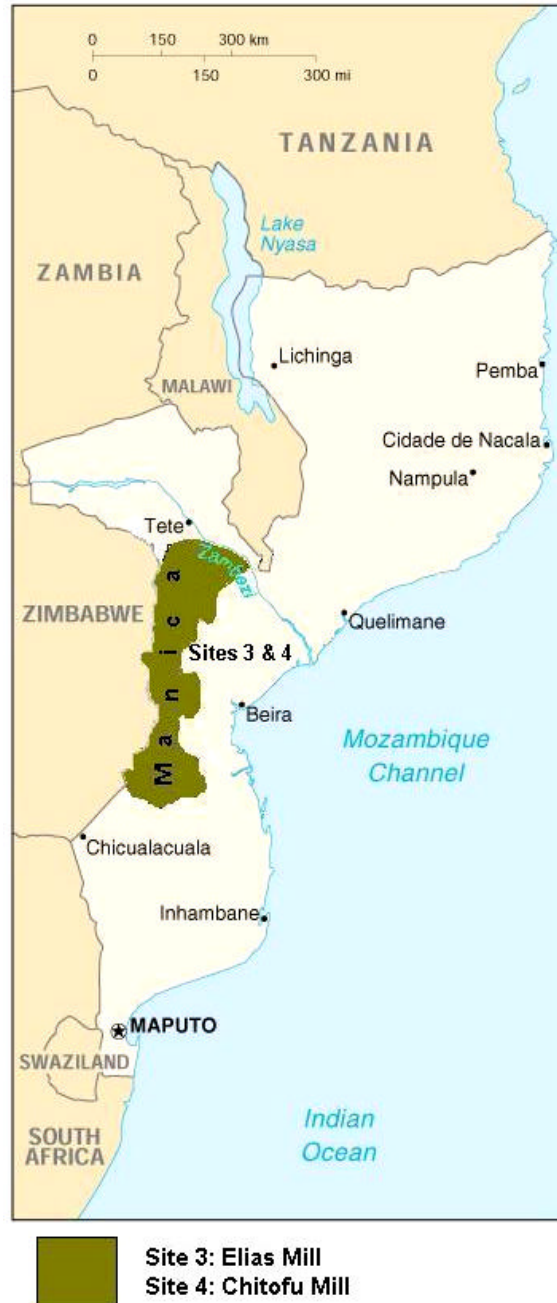 0 150 300 km
0 150 300 mi
TANZANIA
Lake
Nyasa
ZAMBIA
Lichinga
Pemba
MALAWI
Cidade de Nacala
Nampula
Tete
Zambezi
ZIMBABWE
Quelimane
Sites 3 & 4
Manica
Beira
Mozambique
Channel
Chicualacuala
Inhambane
MAPUTO
SWAZILAND
SOUTH
AFRICA
Indian
Ocean
Site 3: Elias Mill
Site 4: Chitofu Mill